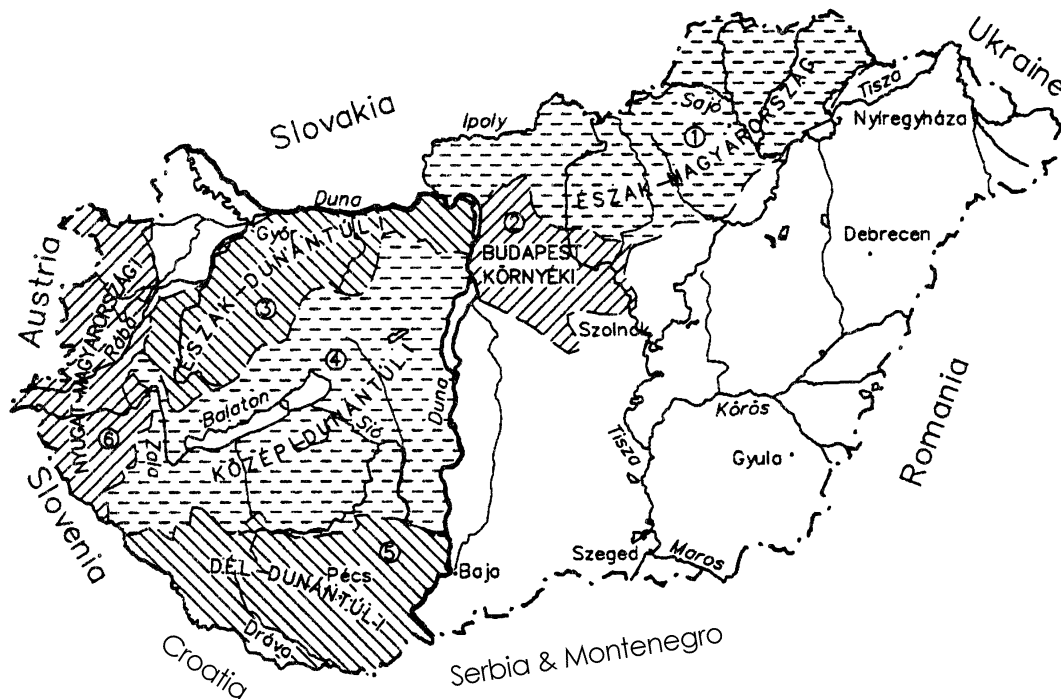 Ukraine
Slovakia
Tisza
Sajó
Nyíregyháza
Ipoly
①
ÉSZAK-MAGYARORSZÁG
Duna
Győr
②
BUDAPEST
KÖRNYÉKI
Debrecen
Austria
NYUGAT-MAGYARORSZÁGI
Rába
ÉSZAK-DUNÁNTÚLI
③
Szolnok
④
Balaton
Duna
Romania
Zala
Sió
KÖZÉP-DUNÁNTÚLI
Körös
⑥
Tisza
Gyula
Slovenia
⑤
Szeged
Maros
DÉL-DUNÁNTÚL-I
Pécs
Baja
Dráva
Croatia
Serbia & Montenegro